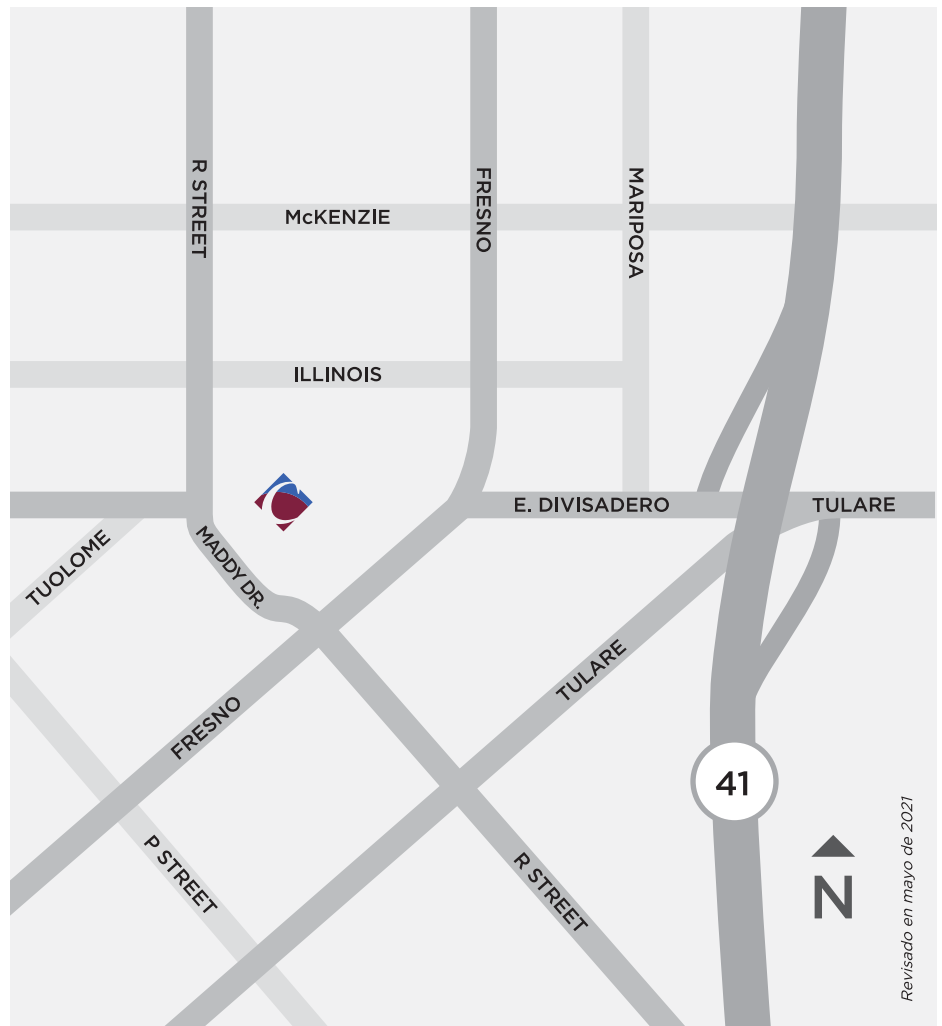 R STREET
FRESNO
MARIPOSA
McKENZIE
ILLINOIS
E. DIVISADERO
TULARE
TUOLOME
MADDY DR.
TULARE
FRESNO
41
P STREET
R STREET
N
Revisado en mayo de 2021